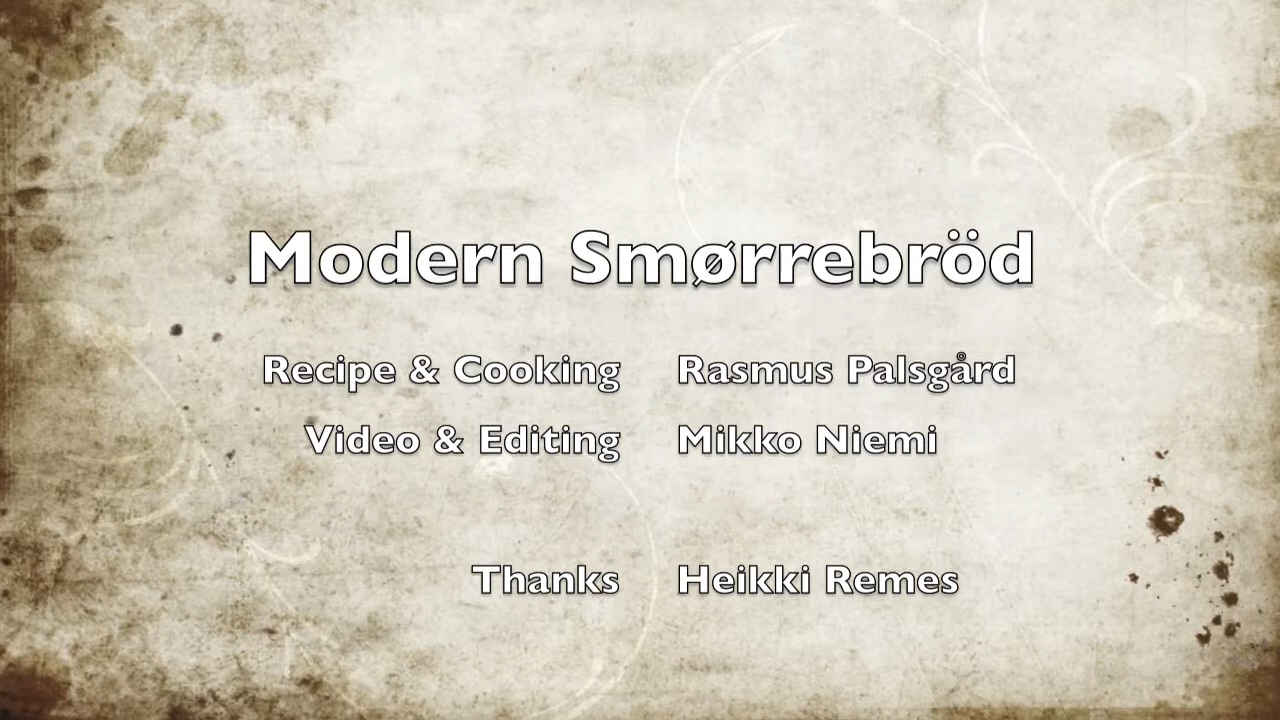 Modern Smørrebröd
Recipe & Cooking Rasmus Palsgård
Video & Editing Mikko Niemi
Thanks Heikki Remes